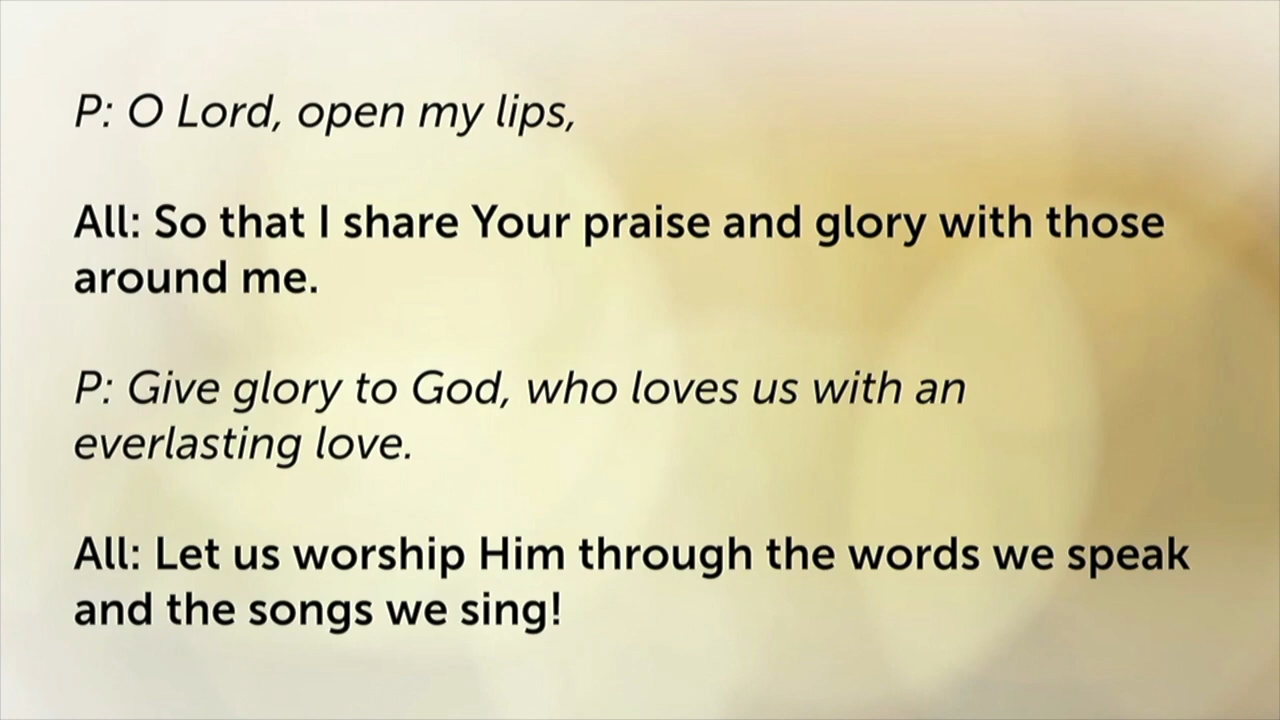 P: O Lord, open my lips,
All: So that I share Your praise and glory with those
around me.
P: Give glory to God, who loves us with an
everlasting love.
All: Let us worship Him through the words we speak
and the songs we sing!